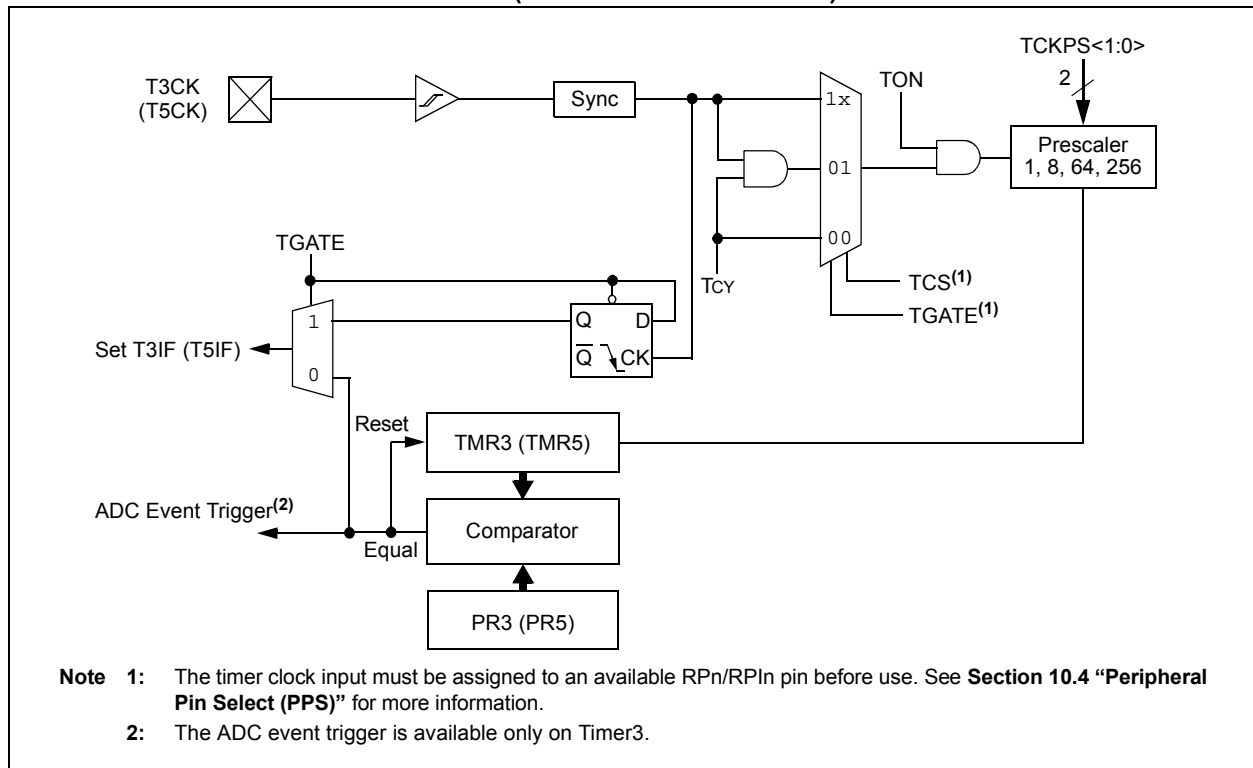 TCKPS<1:0>
2
T3CK
(T5CK)
Sync
1x
TON
Prescaler
1, 8, 64, 256
01
00
TGATE
TCY
TCS(1)
TGATE(1)
1
Q D
Set T3IF (T5IF)
Q CK
0
Reset
TMR3 (TMR5)
ADC Event Trigger(2)
Comparator
Equal
PR3 (PR5)
Note 1: The timer clock input must be assigned to an available RPn/RPIn pin before use. See Section 10.4 “Peripheral
Pin Select (PPS)” for more information.
2: The ADC event trigger is available only on Timer3.